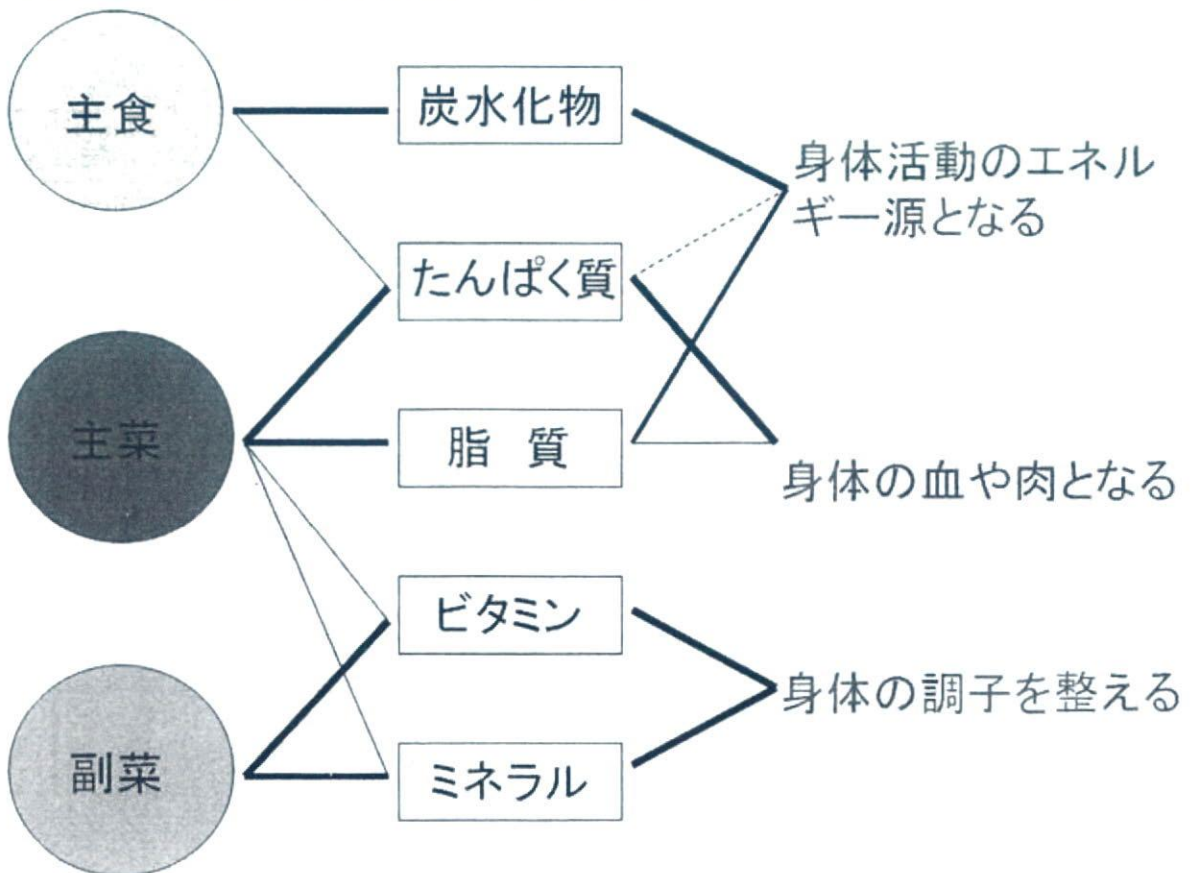 主食
炭水化物
身体活動のエネル
ギー源となる
たんぱく質
主菜
脂 質
身体の血や肉となる
ビタミン
身体の調子を整える
副菜
ミネラル